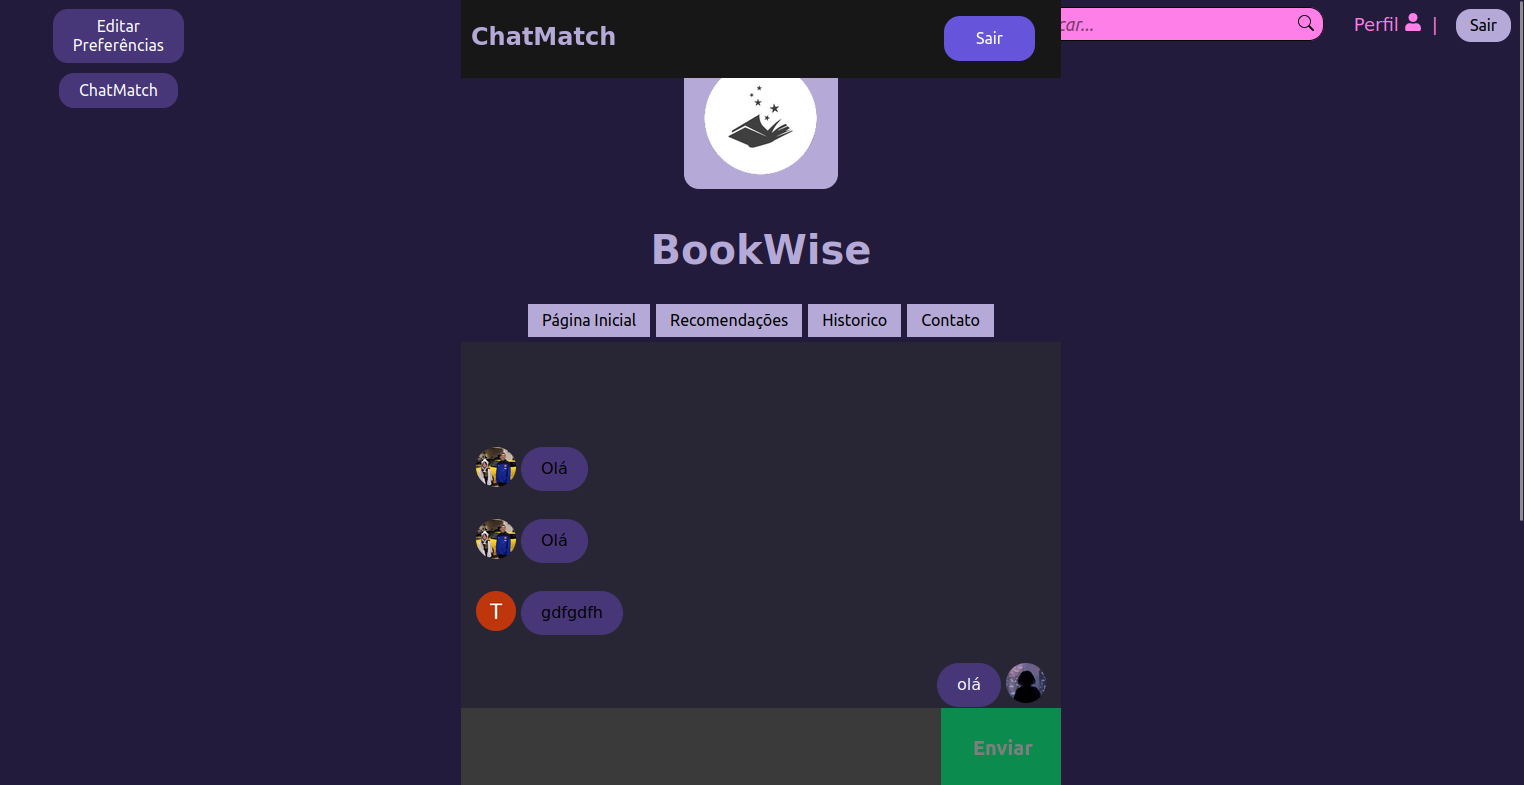 Editar
Preferências
ChatMatch
ChatMatch
Sair
car...
Perfil |
Sair
BookWise
Página Inicial Recomendações Historico Contato
Olá
Olá
T gdfgdfh
olá
Enviar